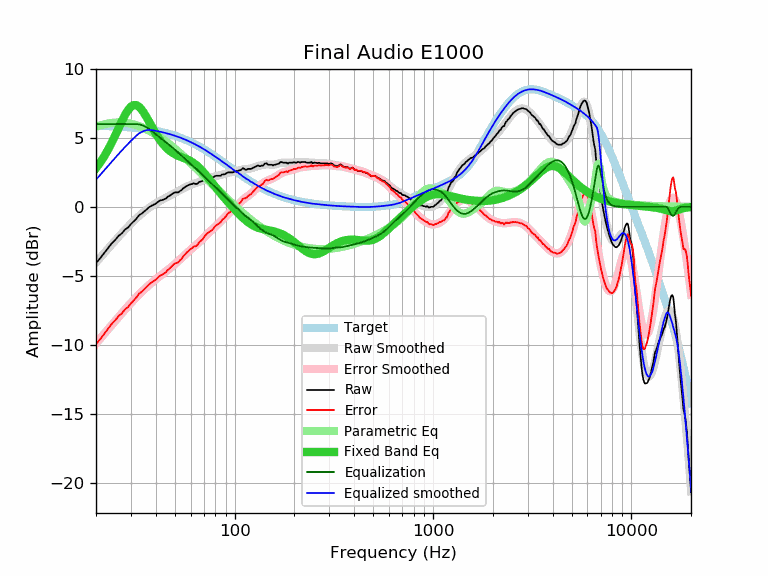 Final Audio E1000
10
5
0
−5
−10
−15
−20
Amplitude (dBr)
Target
Raw Smoothed
Error Smoothed
Raw
Error
Parametric Eq
Fixed Band Eq
Equalization
Equalized smoothed
100 1000 10000
Frequency (Hz)